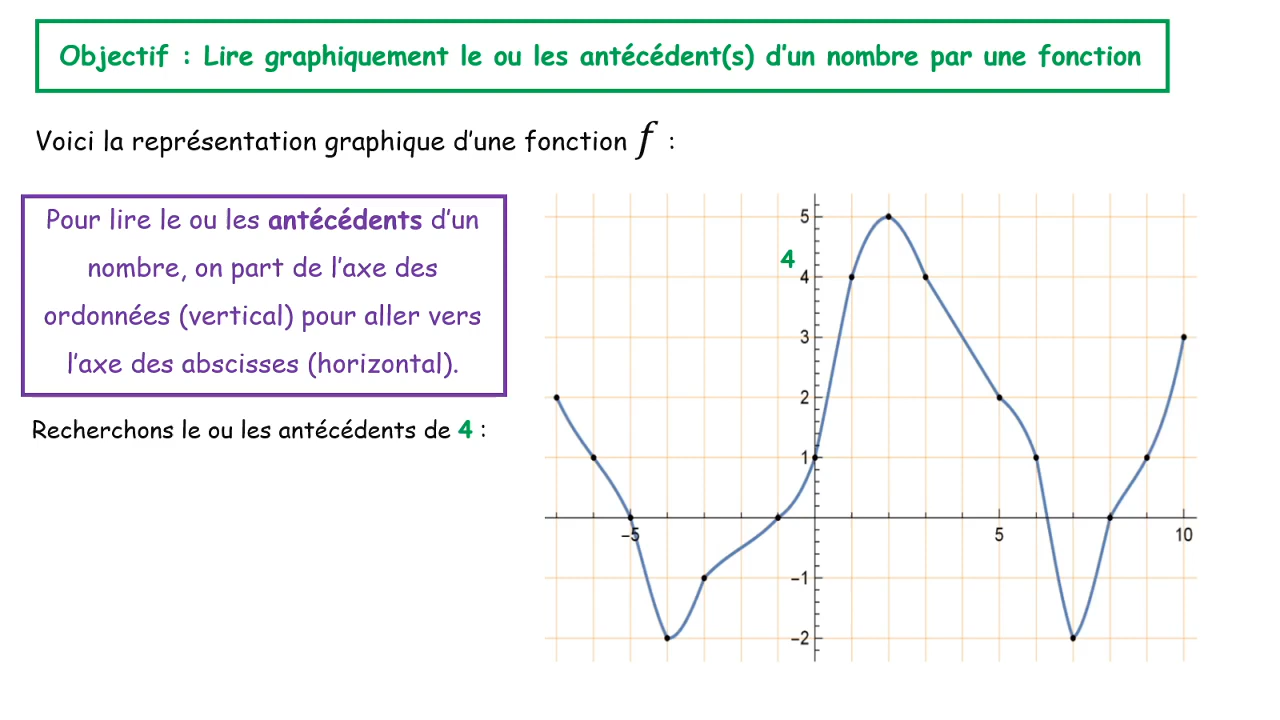 Objectif : Lire graphiquement le ou les antécédent(s) d’un nombre par une fonction
Voici la représentation graphique d’une fonction f :
Pour lire le ou les antécédents d’un
nombre, on part de l’axe des
ordonnées (vertical) pour aller vers
l’axe des abscisses (horizontal).
Recherchons le ou les antécédents de 4 :
5
4
4
3
2
1
−5
5
10
−1
−2